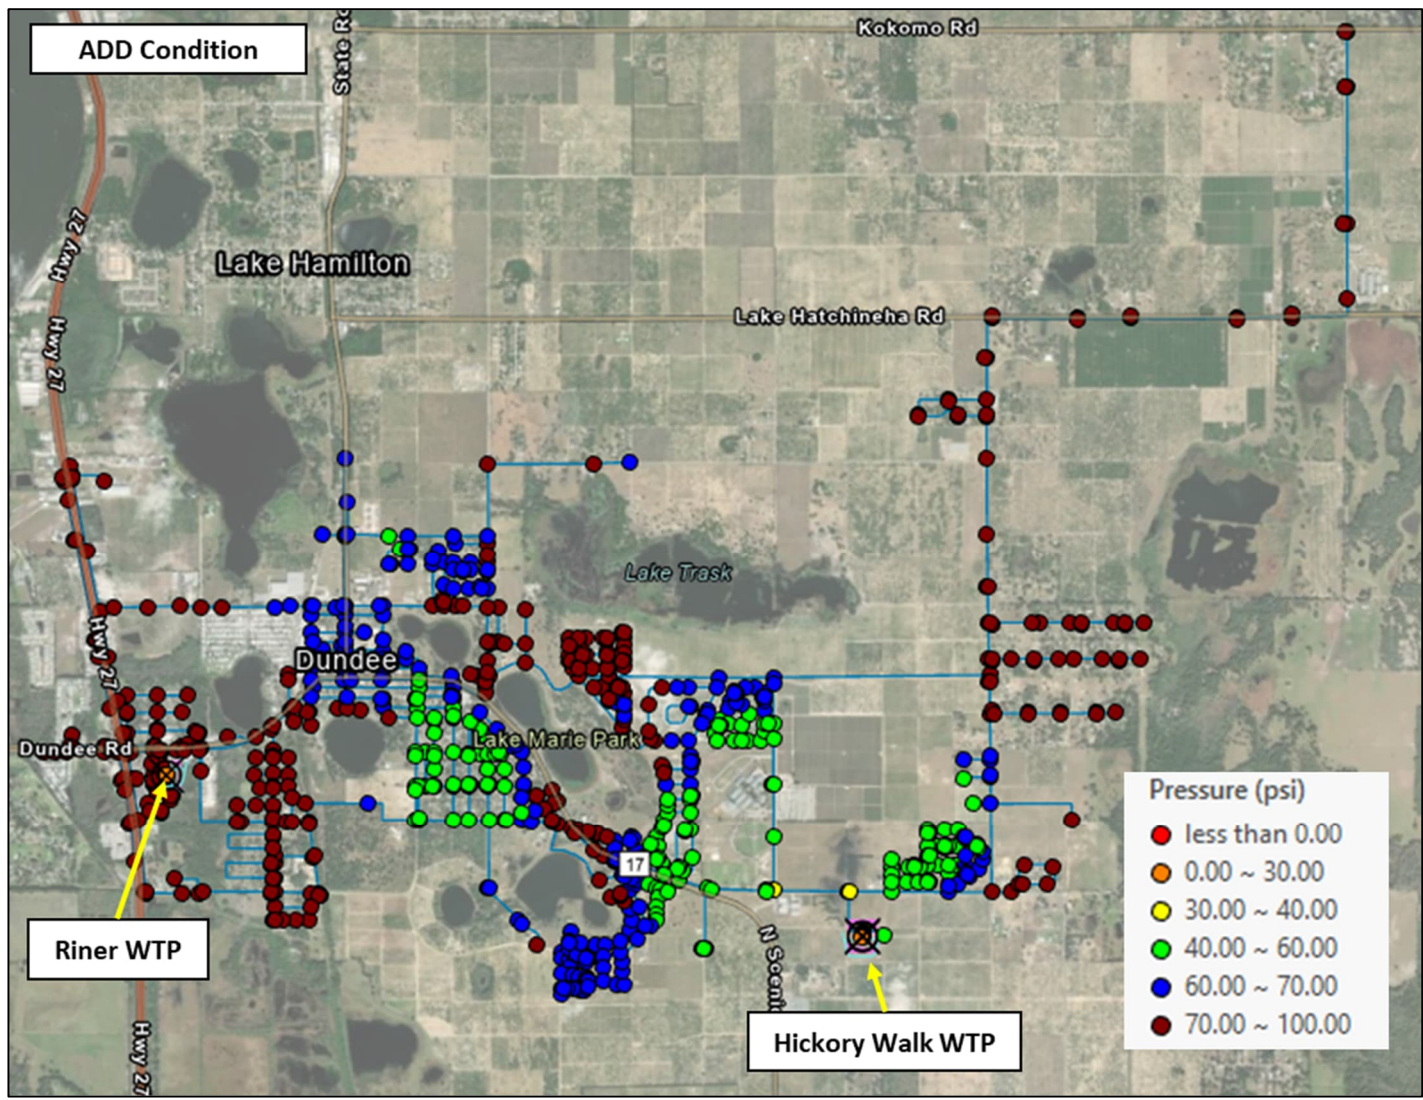 ADD Condition
State Ro
Kokomo Rd
Hwy 27
Lake Hamilton
Lake Hatchineha Rd
Hwy 27
Lake Trask
Hwy 27
Dundee
Lake Marie Park
Dundee Rd
17
Riner WTP
N Sceni
Hickory Walk WTP
Hwy 27
Pressure (psi)
less than 0.00
0.00 ~ 30.00
30.00 ~ 40.00
40.00 ~ 60.00
60.00 ~ 70.00
70.00 ~ 100.00